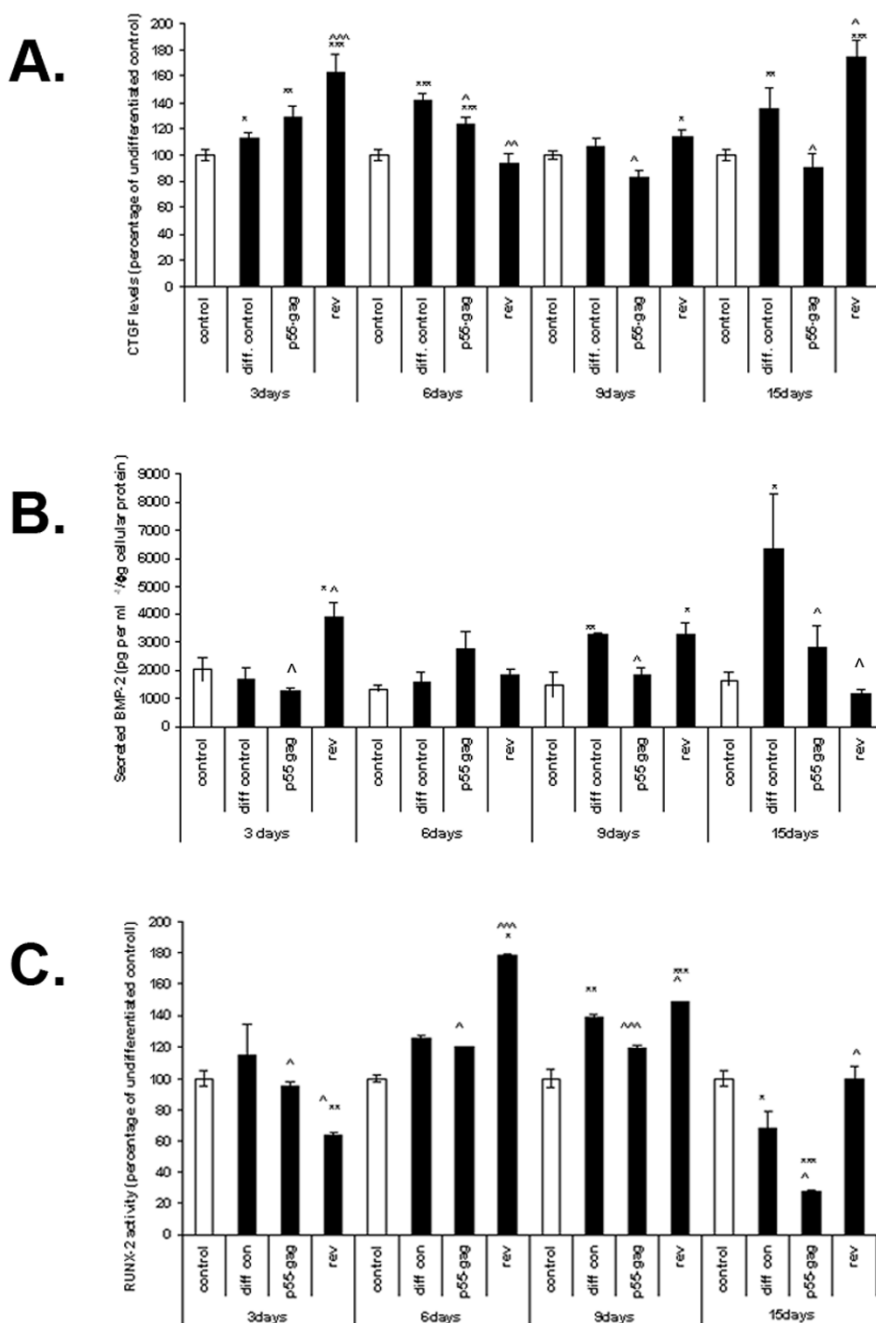 A.
CTGF levels (percentage of undifferentiated control)
200
180
160
140
120
100
80
60
40
20
0
* ** ^^^ *** *** ^ *** ^^ ^ * ** ^ ^ ***
control diff. control p55-gag rev control diff. control p55-gag rev control diff. control p55-gag rev control diff. control p55-gag rev
3days 6days 9days 15days
B.
Secreted BMP-2 (pg per ml ⁻¹/ϕg cellular protein)
9000
8000
7000
6000
5000
4000
3000
2000
1000
0
^ * ^ ** ^ * * ^ ^
control diff control p55 gag rev control diff control p55 gag rev control diff control p55 gag rev control diff control p55 gag rev
3 days 6days 9days 15days
C.
RUNX-2 activity (percentage of undifferentiated controll)
200
180
160
140
120
100
80
60
40
20
0
^ ^ ** ^ ^^^ * ** ^^^ *** ^ * *** ^ ^
control diff con p55-gag rev control diff con p55-gag rev control diff con p55-gag rev control diff con p55-gag rev
3days 6days 9days 15days